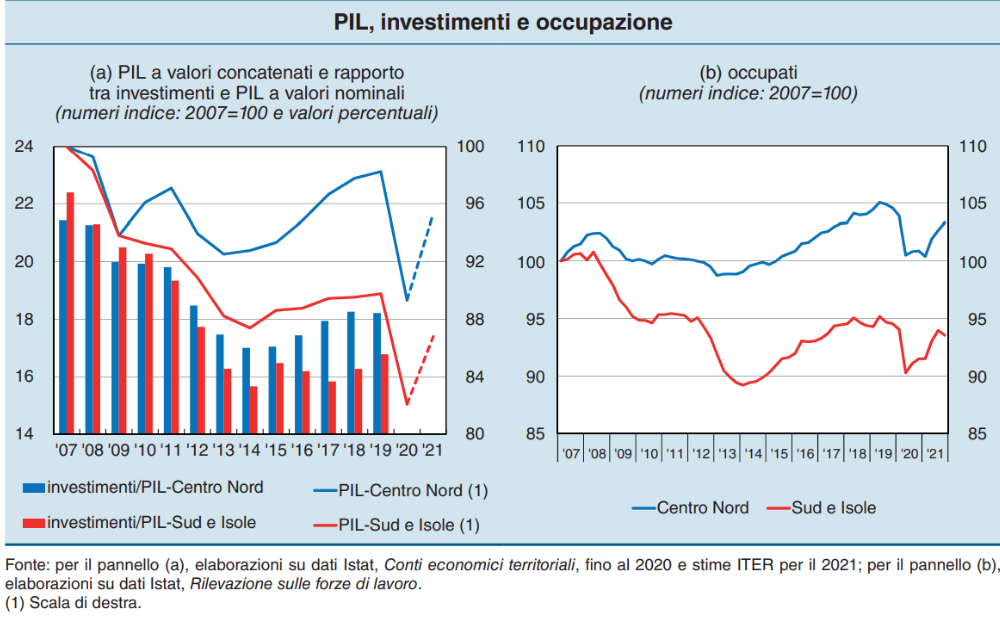 PIL, investimenti e occupazione
(a) PIL a valori concatenati e rapporto
tra investimenti e PIL a valori nominali
(numeri indice: 2007=100 e valori percentuali)
24
22
20
18
16
14
100
96
92
88
84
80
'07 '08 '09 '10 '11 '12 '13 '14 '15 '16 '17 '18 '19 '20 '21
investimenti/PIL-Centro Nord
PIL-Centro Nord (1)
investimenti/PIL-Sud e Isole
PIL-Sud e Isole (1)
(b) occupati
(numeri indice: 2007=100)
110
105
100
95
90
85
110
105
100
95
90
85
'07 '08 '09 '10 '11 '12 '13 '14 '15 '16 '17 '18 '19 '20 '21
Centro Nord
Sud e Isole
Fonte: per il pannello (a), elaborazioni su dati Istat, Conti economici territoriali, fino al 2020 e stime ITER per il 2021; per il pannello (b),
elaborazioni su dati Istat, Rilevazione sulle forze di lavoro.
(1) Scala di destra.